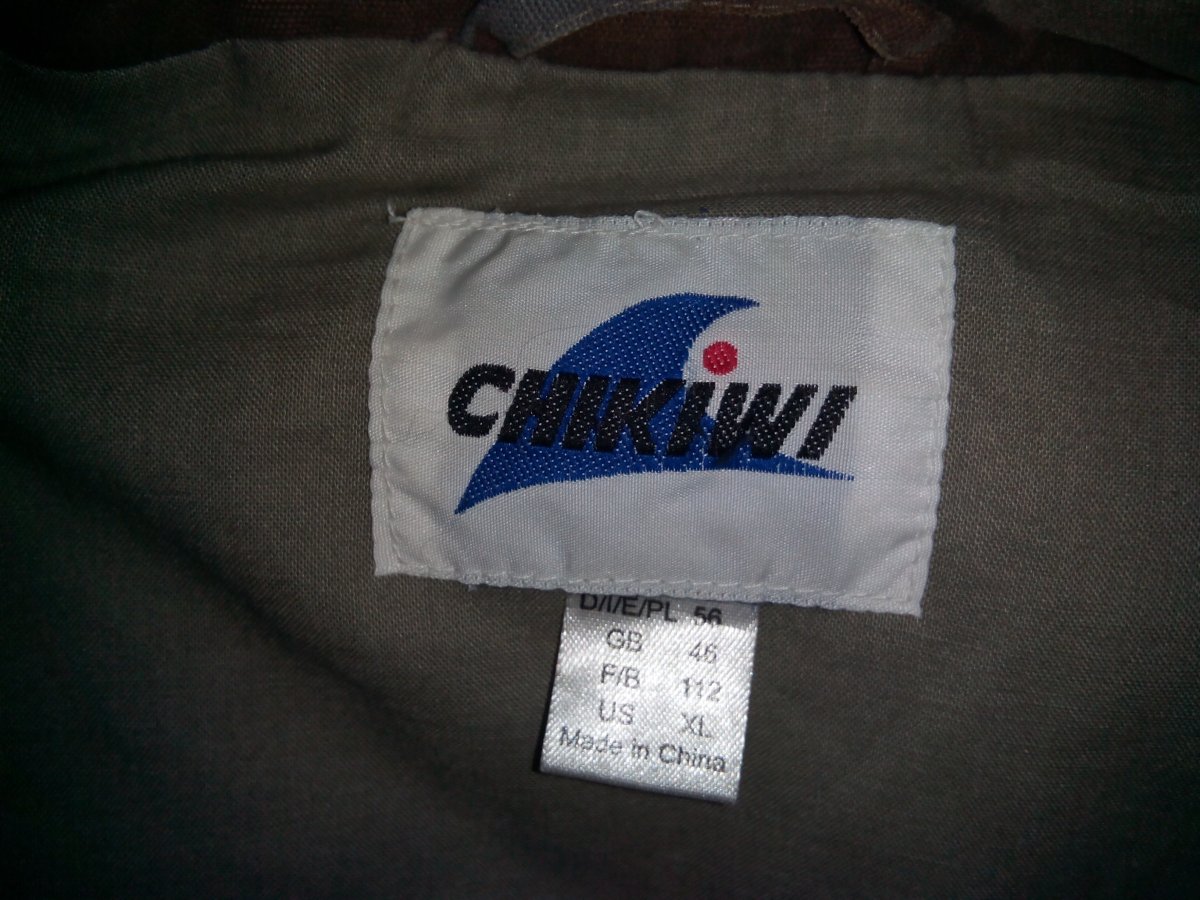 CHIKIWI
D/I/E/PL 56
GB 46
F/B 112
US XL
Made in China